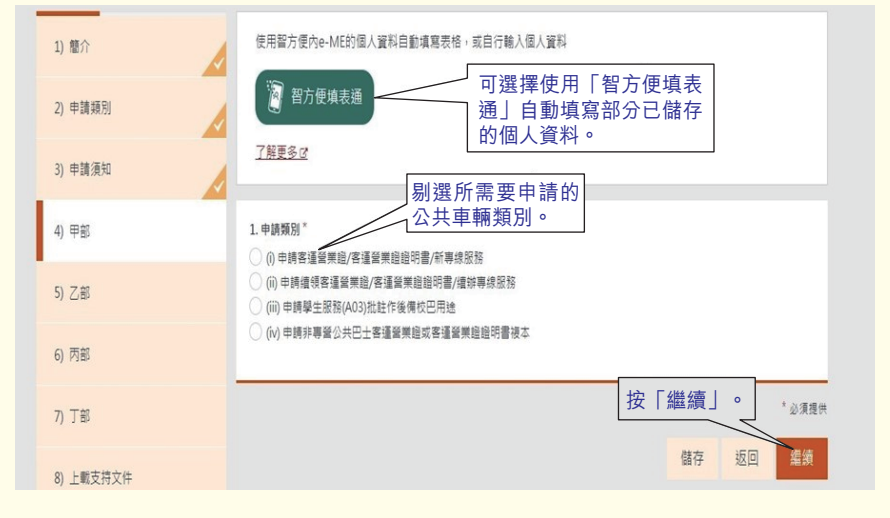 1) 簡介
2) 申請類別
3) 申請須知
4) 甲部
5) 乙部
6) 丙部
7) 丁部
8) 上載支持文件
使用智方便內e-ME的個人資料自動填寫表格，或自行輸入個人資料
智方便填表通
了解更多
可選擇使用「智方便填表
通」自動填寫部分已儲存
的個人資料。
剔選所需要申請的
公共車輛類別。
1. 申請類別 *
(i) 申請客運營業證/客運營業證證明書/新專線服務
(ii) 申請續領客運營業證/客運營業證證明書/續辦專線服務
(iii) 申請學生服務(A03)批註作後備校巴用途
(iv) 申請非專營公共巴士客運營業證或客運營業證證明書複本
按「繼續」。
* 必須提供
儲存
返回
繼續